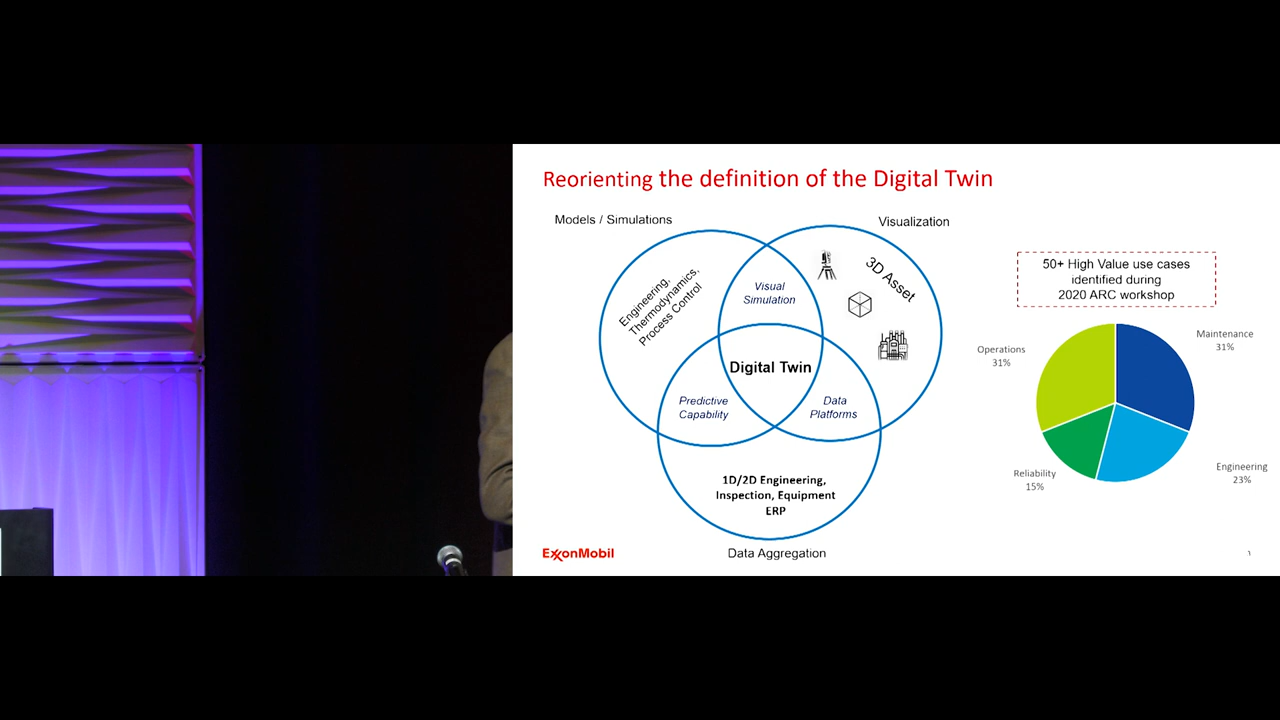 Reorienting the definition of the Digital Twin
Models / Simulations
Visualization
Engineering,
Thermodynamics,
Process Control
Visual
Simulation
3D Asset
Digital Twin
Predictive
Capability
Data
Platforms
1D/2D Engineering,
Inspection, Equipment
ERP
Data Aggregation
ExxonMobil
50+ High Value use cases
identified during
2020 ARC workshop
Maintenance
31%
Operations
31%
Engineering
23%
Reliability
15%
1